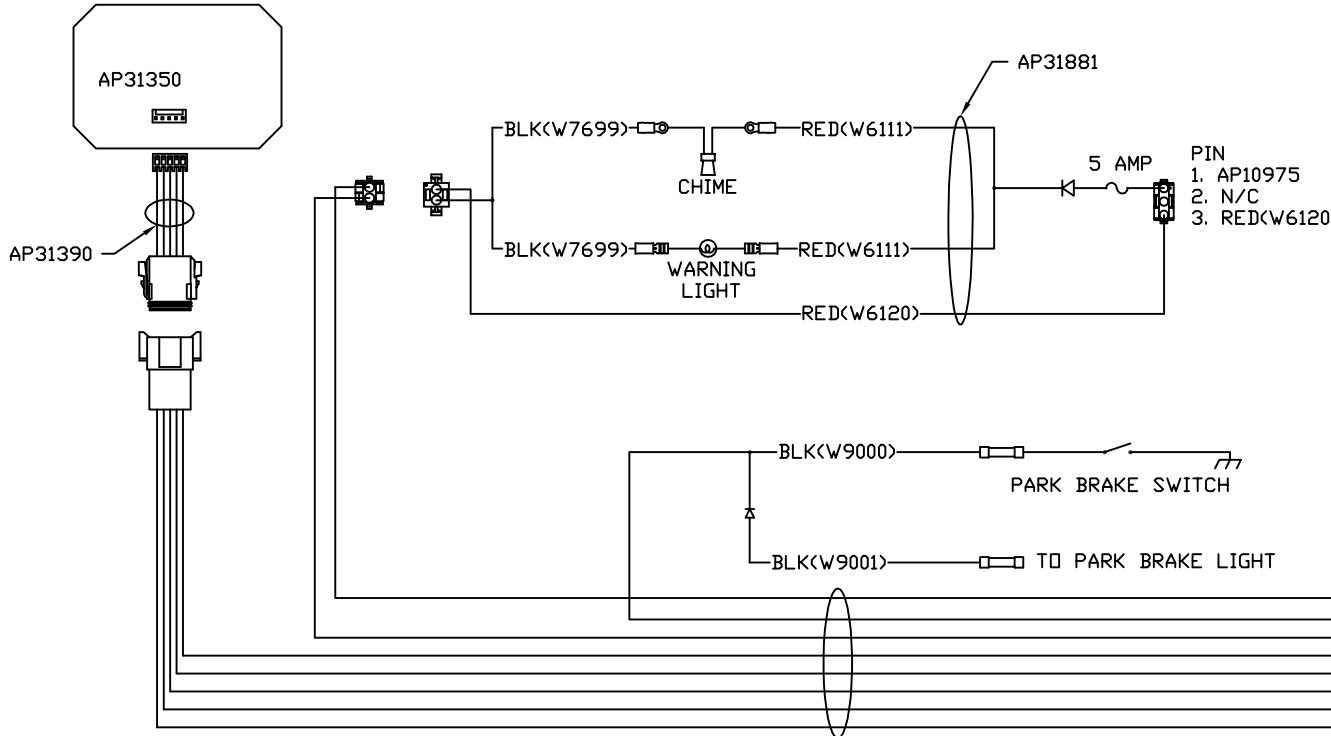 AP31350
AP31390
AP31881
BLK(W7699)
RED(W6111)
CHIME
5 AMP
PIN
1. AP10975
2. N/C
3. RED(W6120
BLK(W7699)
RED(W6111)
WARNING
LIGHT
RED(W6120)
BLK(W9000)
PARK BRAKE SWITCH
BLK(W9001)
TO PARK BRAKE LIGHT